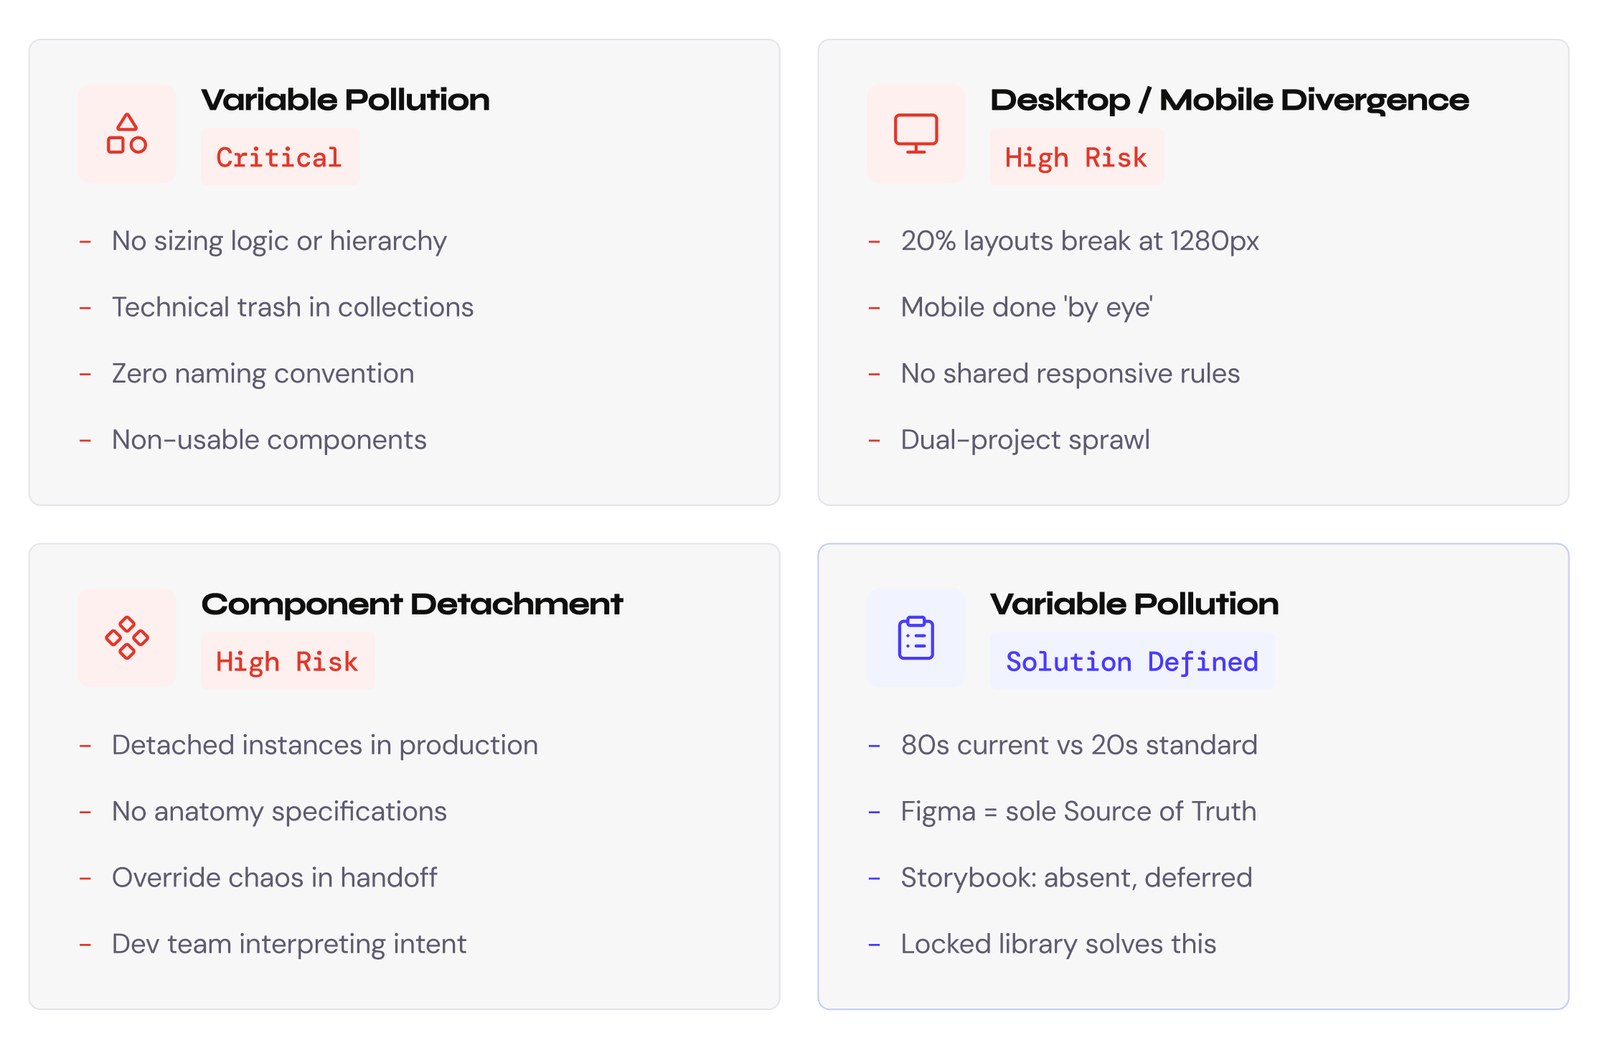 Variable Pollution
Critical
- No sizing logic or hierarchy
- Technical trash in collections
- Zero naming convention
- Non-usable components
Desktop / Mobile Divergence
High Risk
- 20% layouts break at 1280px
- Mobile done 'by eye'
- No shared responsive rules
- Dual-project sprawl
Component Detachment
High Risk
- Detached instances in production
- No anatomy specifications
- Override chaos in handoff
- Dev team interpreting intent
Variable Pollution
Solution Defined
- 80s current vs 20s standard
- Figma = sole Source of Truth
- Storybook: absent, deferred
- Locked library solves this